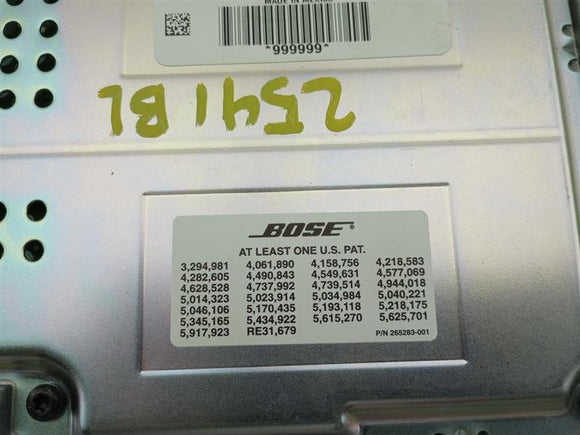 MADE IN MEXICO
*999999*
2541BL
BOSE®
AT LEAST ONE U.S. PAT.
3,294,981 4,061,890 4,158,756 4,218,583
4,282,605 4,490,843 4,549,631 4,577,069
4,628,528 4,737,992 4,739,514 4,944,018
5,014,323 5,023,914 5,034,984 5,040,221
5,046,105 5,170,435 5,193,118 5,218,175
5,345,165 5,434,922 5,615,270 5,625,701
5,917,923 RE31,679 P/N 265283-001